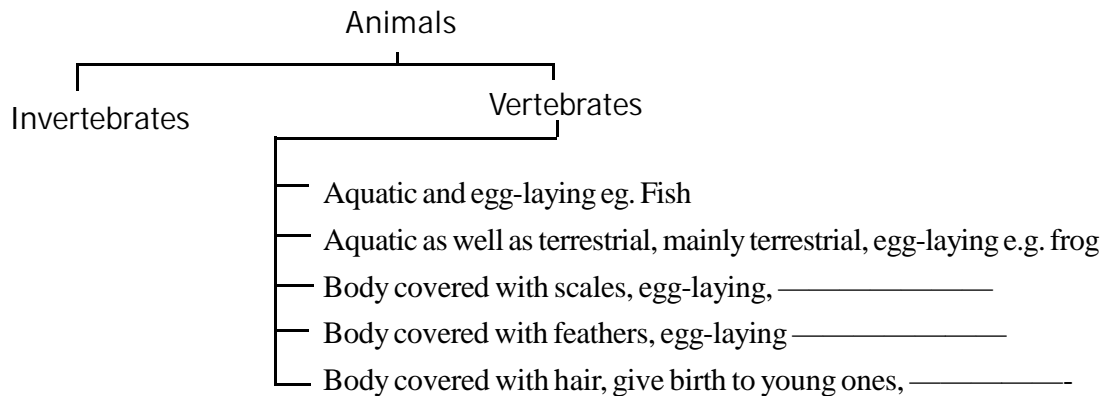 Animals
Invertebrates
Vertebrates
Aquatic and egg-laying eg. Fish
Aquatic as well as terrestrial, mainly terrestrial, egg-laying e.g. frog
Body covered with scales, egg-laying, ———————
Body covered with feathers, egg-laying ———————
Body covered with hair, give birth to young ones, —————-